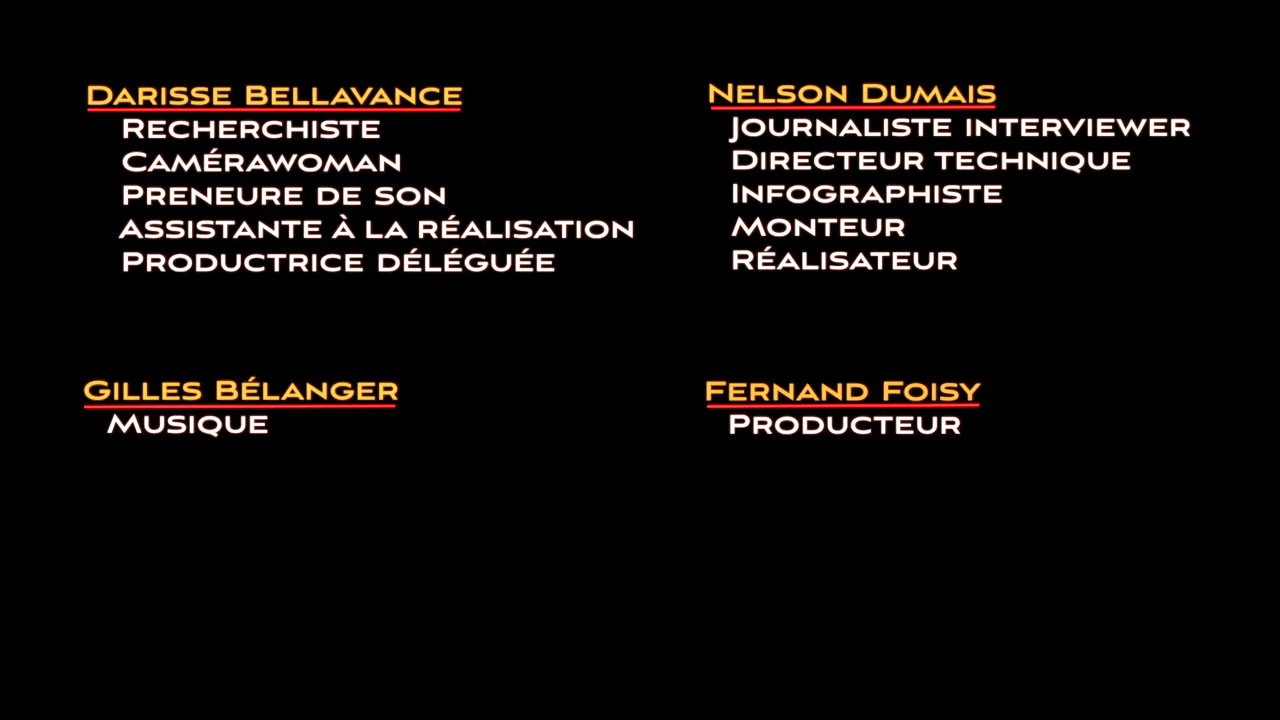 Darisse Bellavance
Recherchiste
Camérawoman
Preneure de son
Assistante à la réalisation
Productrice déléguée
Nelson Dumais
Journaliste interviewer
Directeur technique
Infographiste
Monteur
Réalisateur
Gilles Bélanger
Musique
Fernand Foisy
Producteur